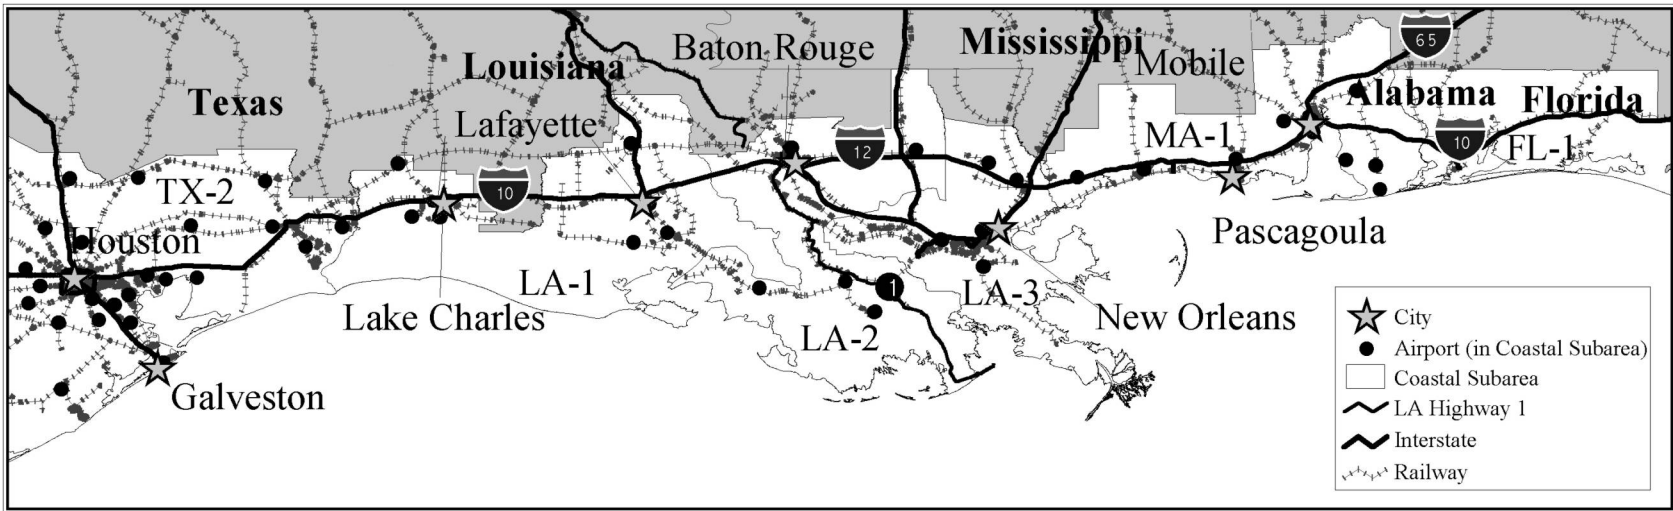 65
Baton Rouge
Mississippi
Mobile
Louisiana
Texas
Alabama
Florida
Lafayette
12
MA-1
10
FL-1
10
TX-2
Houston
Pascagoula
LA-1
1
LA-3
Lake Charles
LA-2
New Orleans
Galveston
City
Airport (in Coastal Subarea)
Coastal Subarea
LA Highway 1
Interstate
Railway